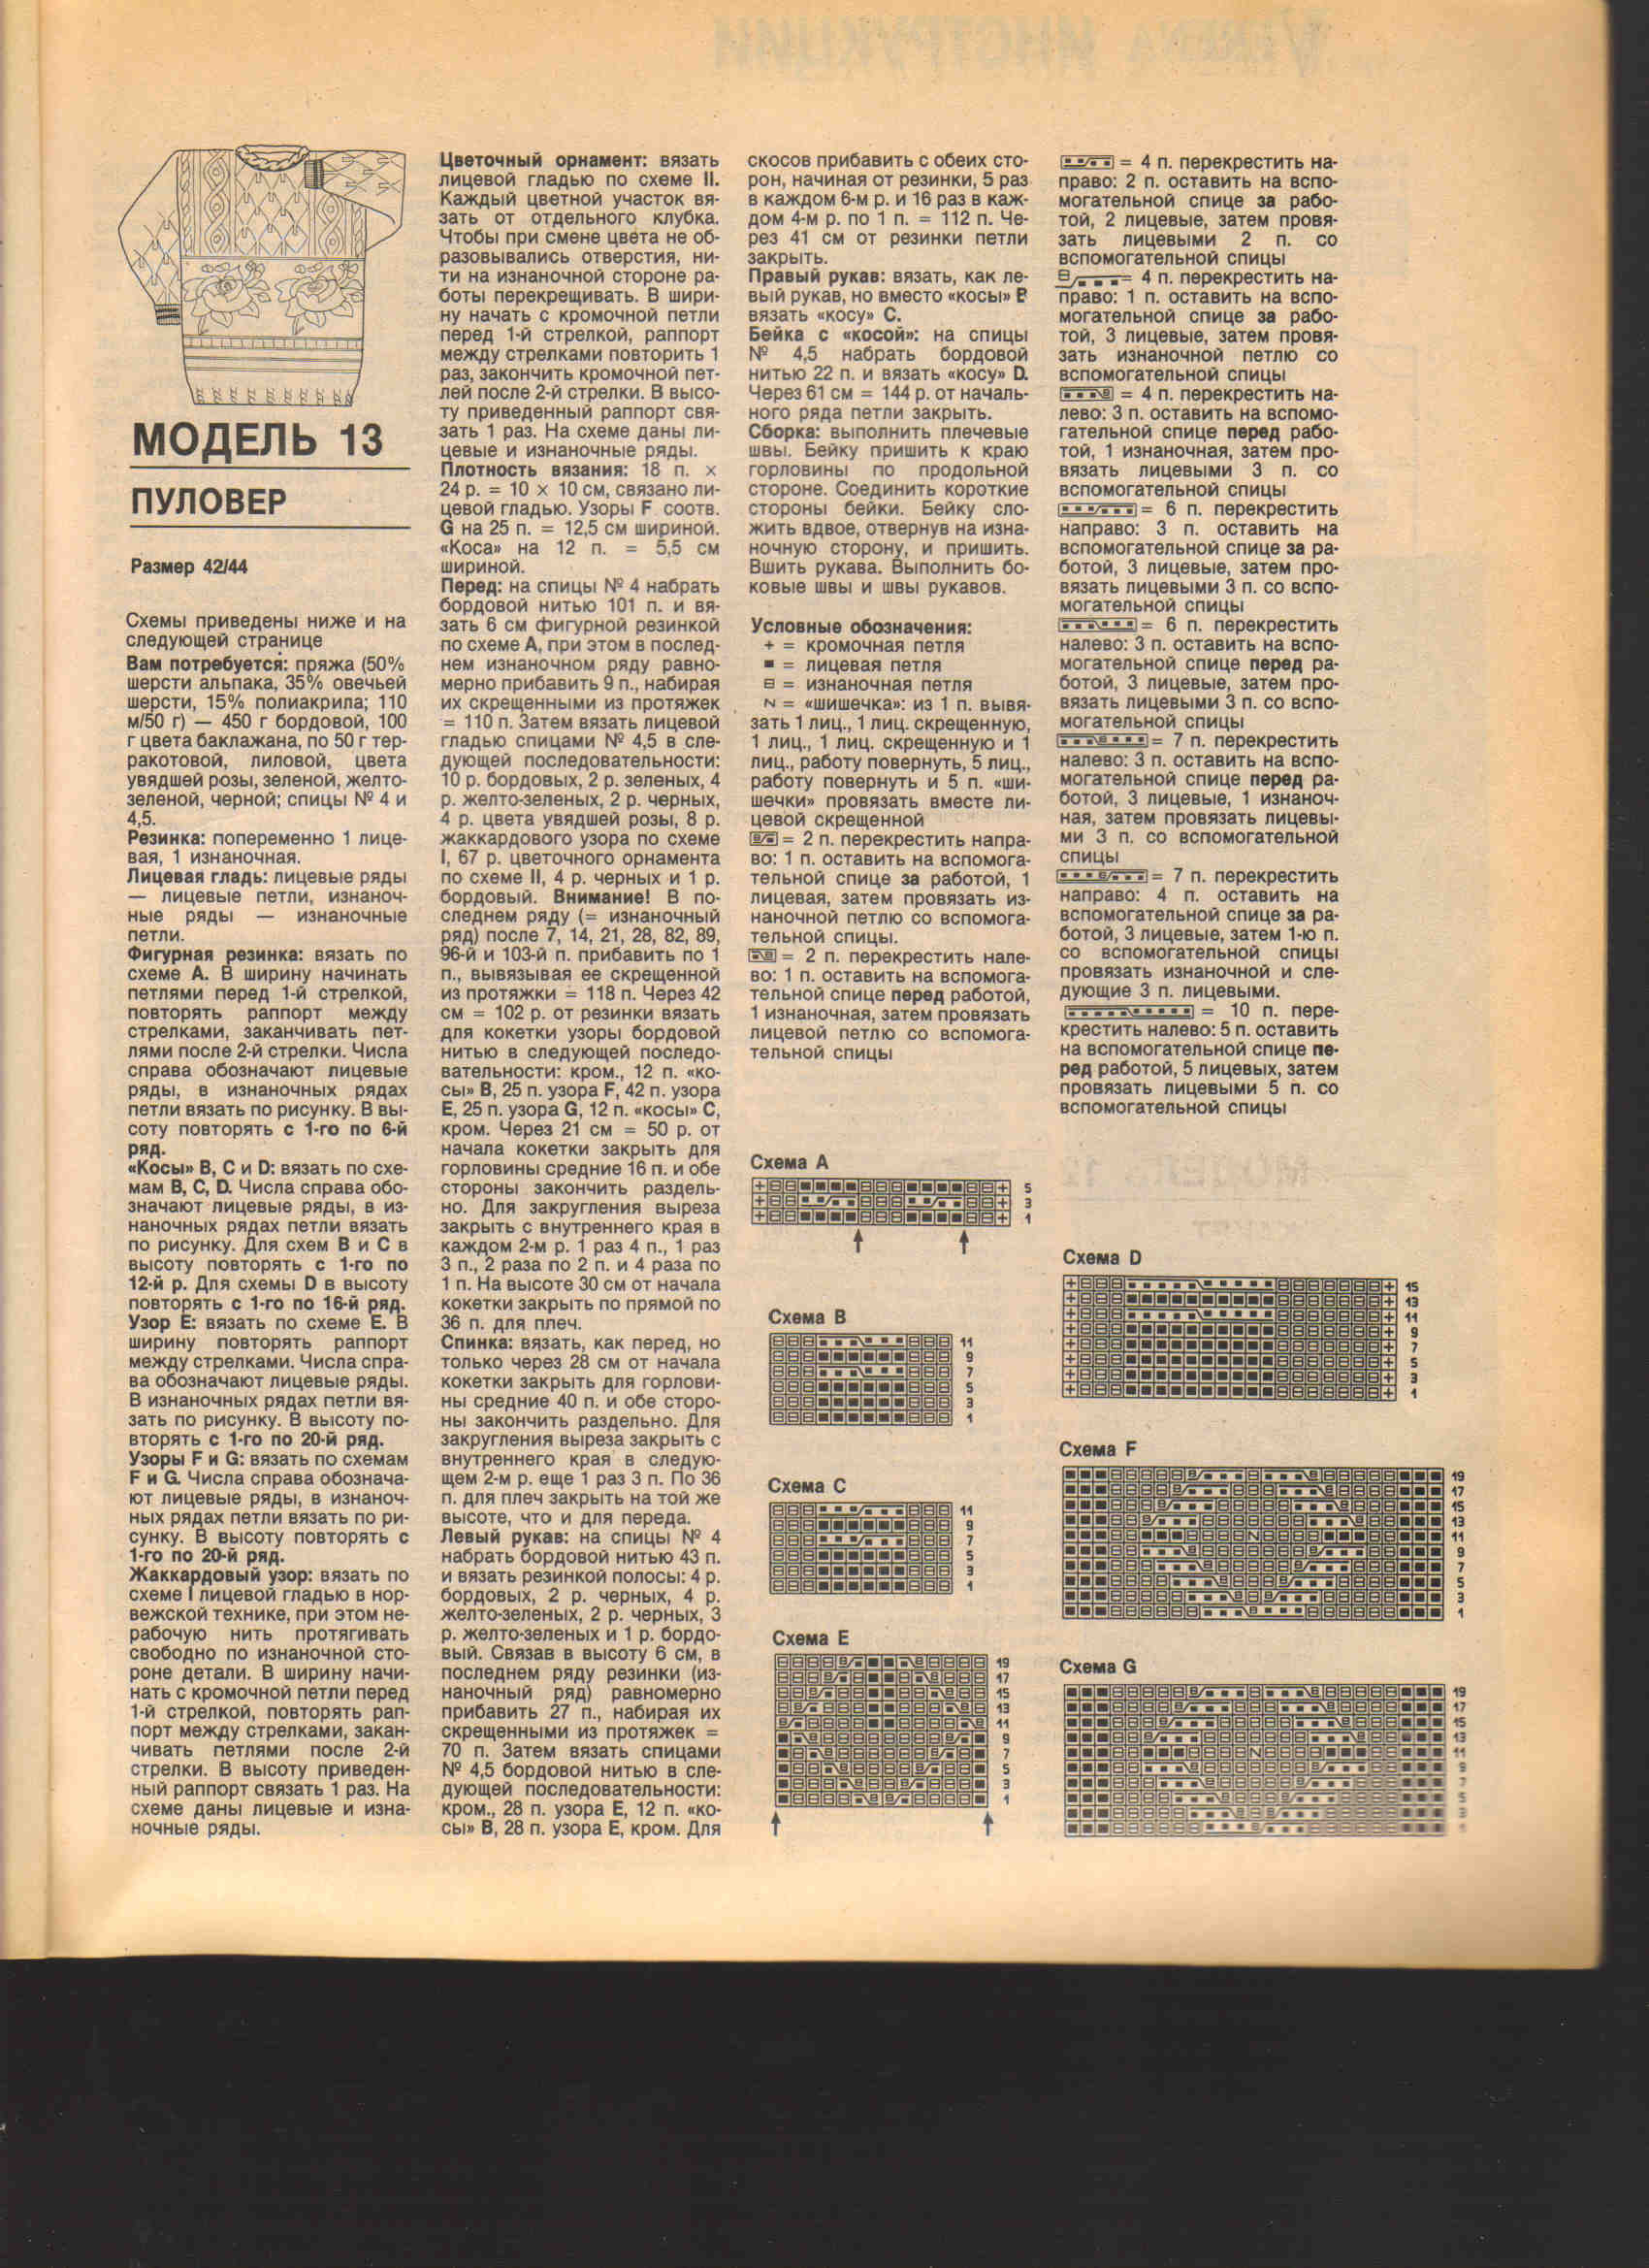 МОДЕЛЬ 13
ПУЛОВЕР
Размер 42/44
Схемы приведены ниже и на
следующей странице
Вам потребуется: пряжа (50%
шерсти альпака, 35% овечьей
шерсти, 15% полиакрила; 110
м/50 г) — 450 г бордовой, 100
г цвета баклажана, по 50 г тер-
ракотовой, лиловой, цвета
увядшей розы, зеленой, желто-
зеленой, черной; спицы № 4 и
4,5.
Резинка: попеременно 1 лице-
вая, 1 изнаночная.
Лицевая гладь: лицевые ряды
— лицевые петли, изнаноч-
ные ряды — изнаночные
петли.
Фигурная резинка: вязать по
схеме А. В ширину начинать
петлями перед 1-й стрелкой,
повторять раппорт между
стрелками, заканчивать пет-
лями после 2-й стрелки. Числа
справа обозначают лицевые
ряды, в изнаночных рядах
петли вязать по рисунку. В вы-
соту повторять с 1-го по 6-й
ряд.
«Косы» В, С и D: вязать по схе-
мам В, С, D. Числа справа обо-
значают лицевые ряды, в из-
наночных рядах петли вязать
по рисунку. Для схем В и С в
высоту повторять с 1-го по
12-й р. Для схемы D в высоту
повторять с 1-го по 16-й ряд.
Узор Е: вязать по схеме Е. В
ширину повторять раппорт
между стрелками. Числа спра-
ва обозначают лицевые ряды.
В изнаночных рядах петли вя-
зать по рисунку. В высоту по-
вторять с 1-го по 20-й ряд.
Узоры F и G: вязать по схемам
F и G. Числа справа обознача-
ют лицевые ряды, в изнаноч-
ных рядах петли вязать по ри-
сунку. В высоту повторять с
1-го по 20-й ряд.
Жаккардовый узор: вязать по
схеме I лицевой гладью в нор-
вежской технике, при этом не-
рабочую нить протягивать
свободно по изнаночной сто-
роне детали. В ширину начи-
нать с кромочной петли перед
1-й стрелкой, повторять рап-
порт между стрелками, закан-
чивать петлями после 2-й
стрелки. В высоту приведен-
ный раппорт связать 1 раз. На
схеме даны лицевые и изна-
ночные ряды.
Цветочный орнамент: вязать
лицевой гладью по схеме II.
Каждый цветной участок вя-
зать от отдельного клубка.
Чтобы при смене цвета не об-
разовывались отверстия, ни-
ти на изнаночной стороне ра-
боты перекрещивать. В шири-
ну начать с кромочной петли
перед 1-й стрелкой, раппорт
между стрелками повторить 1
раз, закончить кромочной пет-
лей после 2-й стрелки. В высо-
ту приведенный раппорт свя-
зать 1 раз. На схеме даны ли-
цевые и изнаночные ряды.
Плотность вязания: 18 п. ×
24 р. = 10 × 10 см, связано ли-
цевой гладью. Узоры F соотв.
G на 25 п. = 12,5 см шириной.
«Коса» на 12 п. = 5,5 см
шириной.
Перед: на спицы № 4 набрать
бордовой нитью 101 п. и вя-
зать 6 см фигурной резинкой
по схеме А, при этом в послед-
нем изнаночном ряду равно-
мерно прибавить 9 п., набирая
их скрещенными из протяжек
= 110 п. Затем вязать лицевой
гладью спицами № 4,5 в сле-
дующей последовательности:
10 р. бордовых, 2 р. зеленых, 4
р. желто-зеленых, 2 р. черных,
4 р. цвета увядшей розы, 8 р.
жаккардового узора по схеме
I, 67 р. цветочного орнамента
по схеме II, 4 р. черных и 1 р.
бордовый. Внимание! В по-
следнем ряду (= изнаночный
ряд) после 7, 14, 21, 28, 82, 89,
96-й и 103-й п. прибавить по 1
п., вывязывая ее скрещенной
из протяжки = 118 п. Через 42
см = 102 р. от резинки вязать
для кокетки узоры бордовой
нитью в следующей последо-
вательности: кром., 12 п. «ко-
сы» В, 25 п. узора F, 42 п. узора
Е, 25 п. узора G, 12 п. «косы» С,
кром. Через 21 см = 50 р. от
начала кокетки закрыть для
горловины средние 16 п. и обе
стороны закончить раздель-
но. Для закругления выреза
закрыть с внутреннего края в
каждом 2-м р. 1 раз 4 п., 1 раз
3 п., 2 раза по 2 п. и 4 раза по
1 п. На высоте 30 см от начала
кокетки закрыть по прямой по
36 п. для плеч.
Спинка: вязать, как перед, но
только через 28 см от начала
кокетки закрыть для горлови-
ны средние 40 п. и обе сторо-
ны закончить раздельно. Для
закругления выреза закрыть с
внутреннего края в следую-
щем 2-м р. еще 1 раз 3 п. По 36
п. для плеч закрыть на той же
высоте, что и для переда.
Левый рукав: на спицы № 4
набрать бордовой нитью 43 п.
и вязать резинкой полосы: 4 р.
бордовых, 2 р. черных, 4 р.
желто-зеленых, 2 р. черных, 3
р. желто-зеленых и 1 р. бордо-
вый. Связав в высоту 6 см, в
последнем ряду резинки (из-
наночный ряд) равномерно
прибавить 27 п., набирая их
скрещенными из протяжек =
70 п. Затем вязать спицами
№ 4,5 бордовой нитью в сле-
дующей последовательности:
кром., 28 п. узора Е, 12 п. «ко-
сы» В, 28 п. узора Е, кром. Для
скосов прибавить с обеих сто-
рон, начиная от резинки, 5 раз
в каждом 6-м р. и 16 раз в каж-
дом 4-м р. по 1 п. = 112 п. Че-
рез 41 см от резинки петли
закрыть.
Правый рукав: вязать, как ле-
вый рукав, но вместо «косы» В
вязать «косу» С.
Бейка с «косой»: на спицы
№ 4,5 набрать бордовой
нитью 22 п. и вязать «косу» D.
Через 61 см = 144 р. от началь-
ного ряда петли закрыть.
Сборка: выполнить плечевые
швы. Бейку пришить к краю
горловины по продольной
стороне. Соединить короткие
стороны бейки. Бейку сло-
жить вдвое, отвернув на изна-
ночную сторону, и пришить.
Вшить рукава. Выполнить бо-
ковые швы и швы рукавов.
Условные обозначения:
+ = кромочная петля
■ = лицевая петля
⊟ = изнаночная петля
N = «шишечка»: из 1 п. вывя-
зать 1 лиц., 1 лиц. скрещенную,
1 лиц., 1 лиц. скрещенную и 1
лиц., работу повернуть, 5 лиц.,
работу повернуть и 5 п. «ши-
шечки» провязать вместе ли-
цевой скрещенной
= 2 п. перекрестить напра-
во: 1 п. оставить на вспомога-
тельной спице за работой, 1
лицевая, затем провязать из-
наночной петлю со вспомога-
тельной спицы.
= 2 п. перекрестить нале-
во: 1 п. оставить на вспомога-
тельной спице перед работой,
1 изнаночная, затем провязать
лицевой петлю со вспомога-
тельной спицы
Схема А
5
3
1
Схема В
11
9
7
5
3
1
Схема С
11
9
7
5
3
1
Схема Е
19
17
15
13
11
9
7
5
3
1
= 4 п. перекрестить на-
право: 2 п. оставить на вспо-
могательной спице за рабо-
той, 2 лицевые, затем провя-
зать лицевыми 2 п. со
вспомогательной спицы
= 4 п. перекрестить на-
право: 1 п. оставить на вспо-
могательной спице за рабо-
той, 3 лицевые, затем провя-
зать изнаночной петлю со
вспомогательной спицы
= 4 п. перекрестить на-
лево: 3 п. оставить на вспомо-
гательной спице перед рабо-
той, 1 изнаночная, затем про-
вязать лицевыми 3 п. со
вспомогательной спицы
= 6 п. перекрестить
направо: 3 п. оставить на
вспомогательной спице за ра-
ботой, 3 лицевые, затем про-
вязать лицевыми 3 п. со вспо-
могательной спицы
= 6 п. перекрестить
налево: 3 п. оставить на вспо-
могательной спице перед ра-
ботой, 3 лицевые, затем про-
вязать лицевыми 3 п. со вспо-
могательной спицы
= 7 п. перекрестить
налево: 3 п. оставить на вспо-
могательной спице перед ра-
ботой, 3 лицевые, 1 изнаноч-
ная, затем провязать лицевы-
ми 3 п. со вспомогательной
спицы
= 7 п. перекрестить
направо: 4 п. оставить на
вспомогательной спице за ра-
ботой, 3 лицевые, затем 1-ю п.
со вспомогательной спицы
провязать изнаночной и сле-
дующие 3 п. лицевыми.
= 10 п. пере-
крестить налево: 5 п. оставить
на вспомогательной спице пе-
ред работой, 5 лицевых, затем
провязать лицевыми 5 п. со
вспомогательной спицы
Схема D
15
13
11
9
7
5
3
1
Схема F
19
17
15
13
11
9
7
5
3
1
Схема G
19
17
15
13
11
9
7
5
3
1